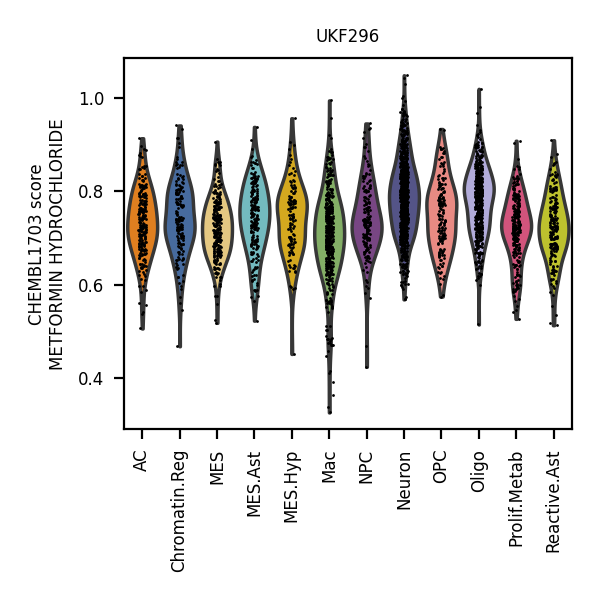 UKF296
CHEMBL1703 score
METFORMIN HYDROCHLORIDE
1.0
0.8
0.6
0.4
AC
Chromatin.Reg
MES
MES.Ast
MES.Hyp
Mac
NPC
Neuron
OPC
Oligo
Prolif.Metab
Reactive.Ast